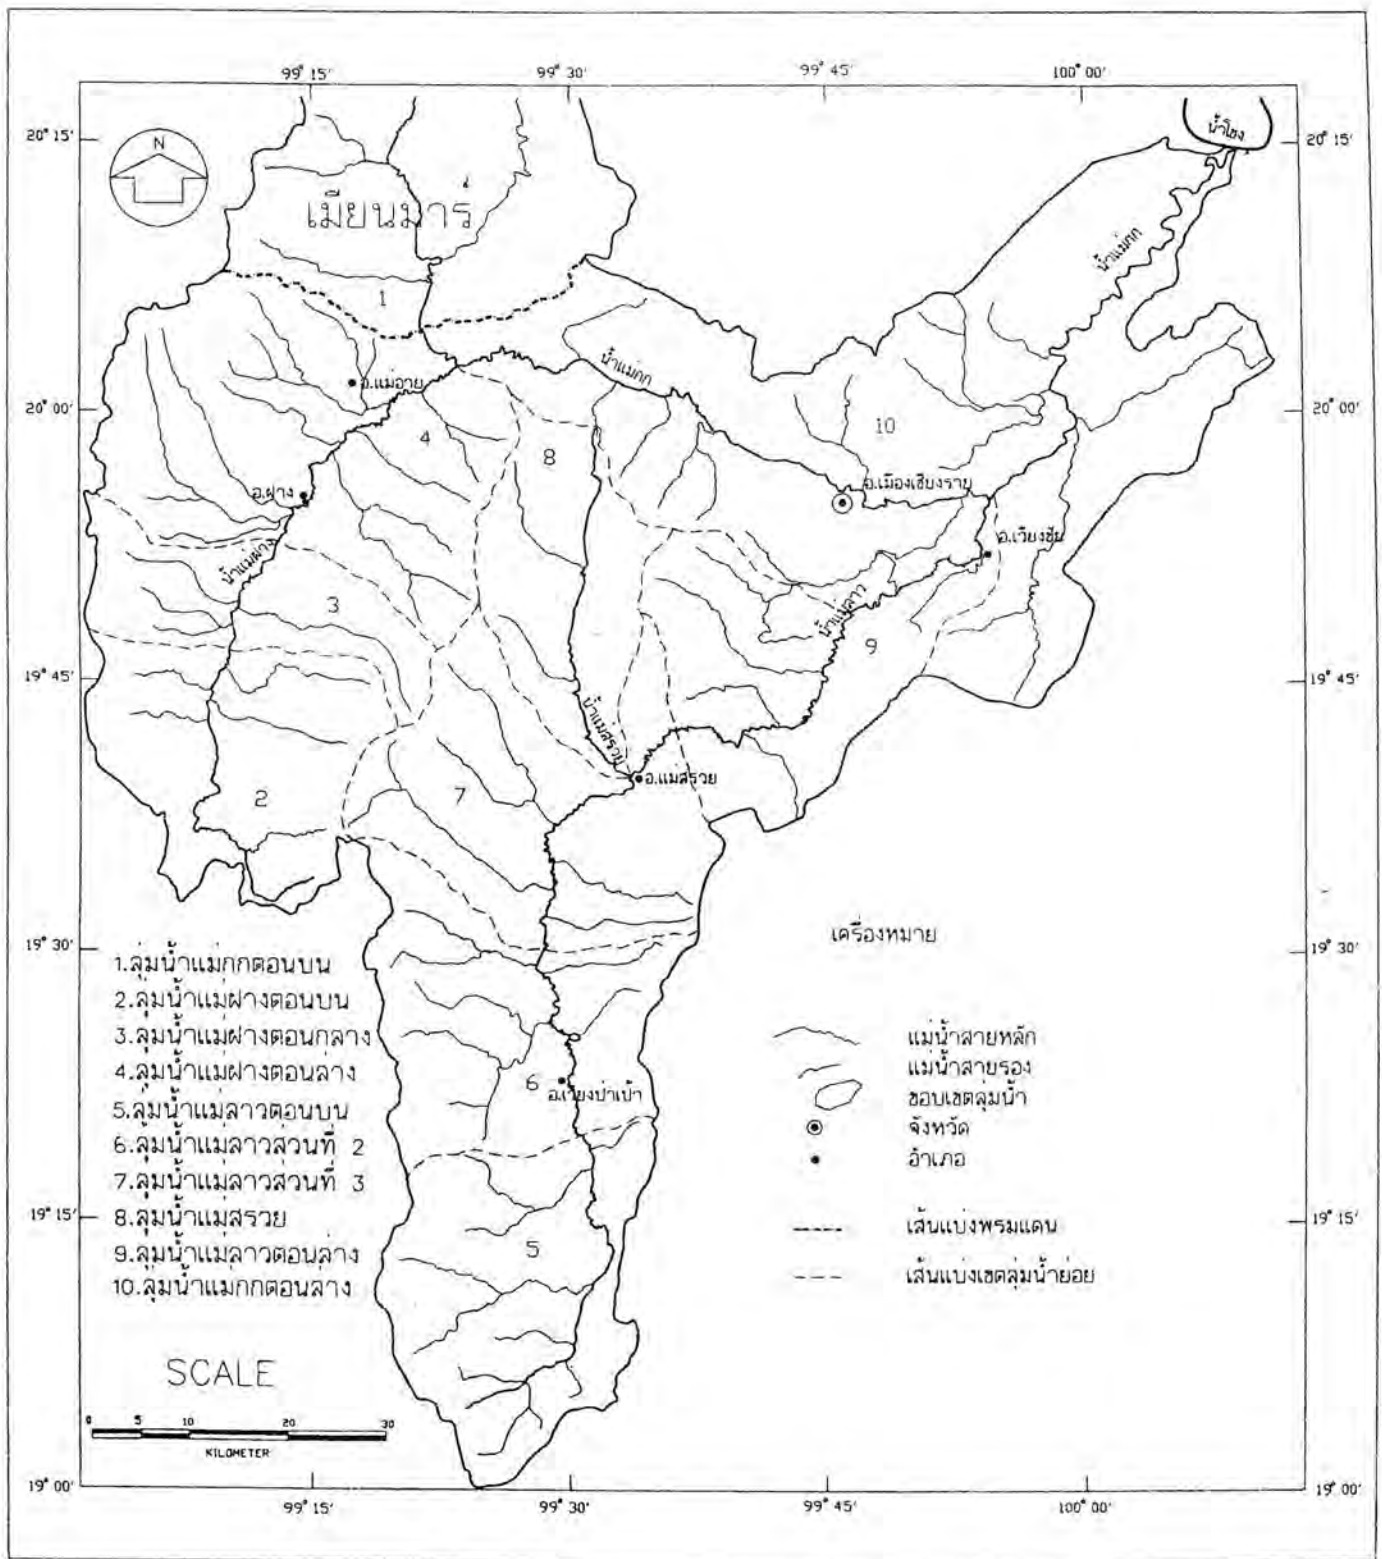 99° 15' 99° 30' 99° 45' 100° 00'
20° 15' 20° 15'
N
น้ำโขง
เมียนมาร์
น้ำแม่กก
1
น้ำแม่กก
อ.แม่อาย
20° 00' 20° 00'
4
8
10
อ.ฝาง
อ.เมืองเชียงราย
อ.เวียงชัย
น้ำแม่ฝาง
3
น้ำแม่ลาว
9
19° 45' 19° 45'
น้ำแม่สรวย
อ.แม่สรวย
2
7
19° 30' 19° 30'
6
อ.เวียงป่าเป้า
5
1.ลุ่มน้ำแม่กกตอนบน
2.ลุ่มน้ำแม่ฝางตอนบน
3.ลุ่มน้ำแม่ฝางตอนกลาง
4.ลุ่มน้ำแม่ฝางตอนล่าง
5.ลุ่มน้ำแม่ลาวตอนบน
6.ลุ่มน้ำแม่ลาวส่วนที่ 2
7.ลุ่มน้ำแม่ลาวส่วนที่ 3
8.ลุ่มน้ำแม่สรวย
9.ลุ่มน้ำแม่ลาวตอนล่าง
10.ลุ่มน้ำแม่กกตอนล่าง
เครื่องหมาย
แม่น้ำสายหลัก
แม่น้ำสายรอง
ขอบเขตลุ่มน้ำ
จังหวัด
อำเภอ
เส้นแบ่งพรมแดน
เส้นแบ่งเขตลุ่มน้ำย่อย
19° 15' 19° 15'
SCALE
0 5 10 20 30
KILOMETER
19° 00' 19° 00'
99° 15' 99° 30' 99° 45' 100° 00'